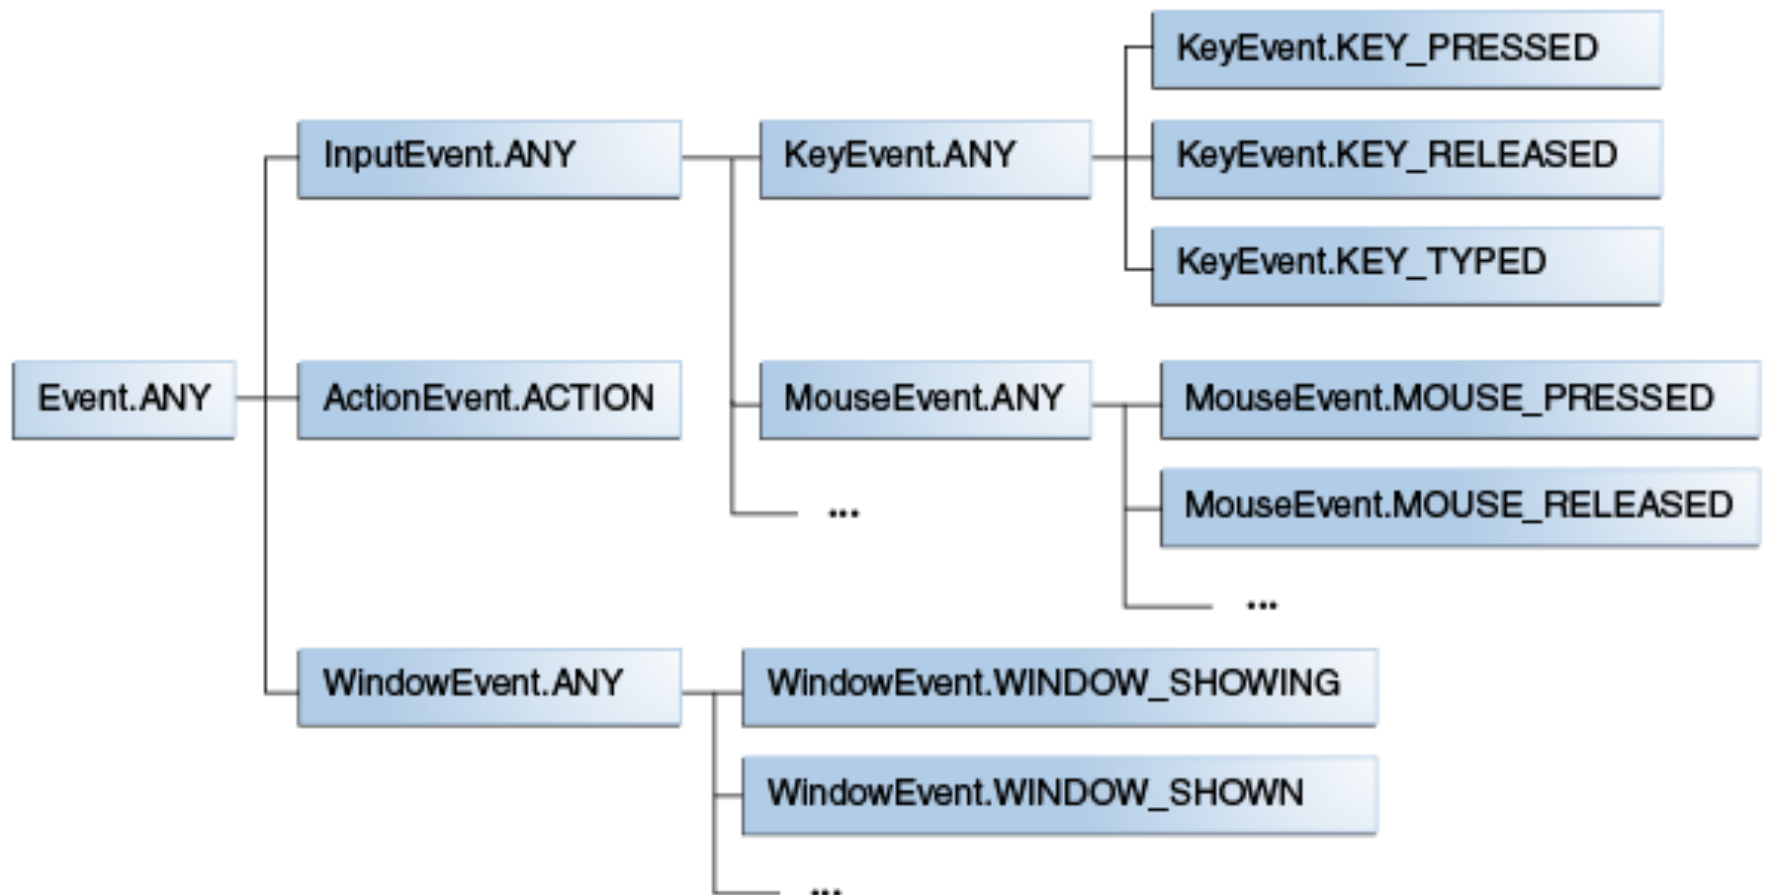 KeyEvent.KEY_PRESSED
InputEvent.ANY
KeyEvent.ANY
KeyEvent.KEY_RELEASED
KeyEvent.KEY_TYPED
Event.ANY
ActionEvent.ACTION
MouseEvent.ANY
MouseEvent.MOUSE_PRESSED
...
MouseEvent.MOUSE_RELEASED
...
WindowEvent.ANY
WindowEvent.WINDOW_SHOWING
WindowEvent.WINDOW_SHOWN
...